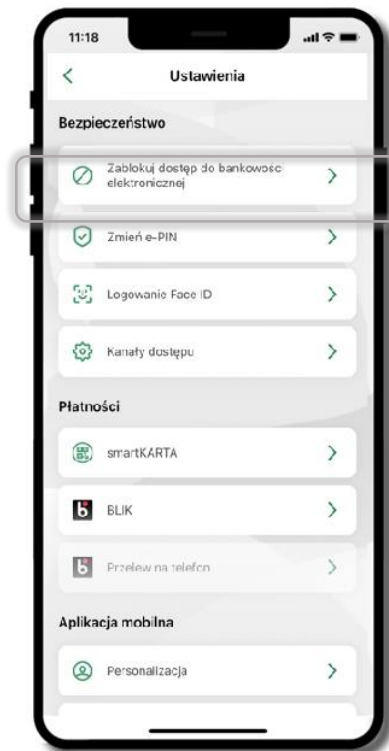 11:18
Ustawienia
Bezpieczeństwo
Zablokuj dostęp do bankowości
elektronicznej
Zmień e-PIN
Logowanie Face ID
Kanały dostępu
Płatności
smartKARTA
BLIK
Przelew na telefon
Aplikacja mobilna
Personalizacja